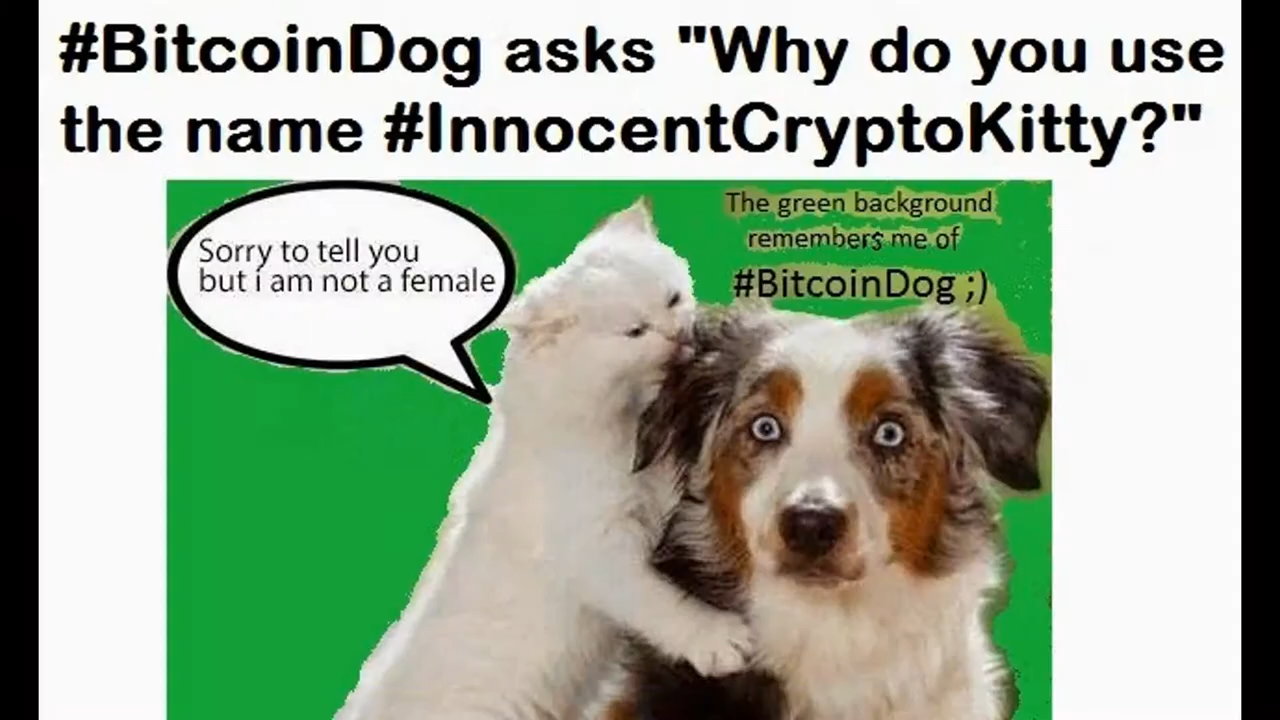 #BitcoinDog asks "Why do you use
the name #InnocentCryptoKitty?"
Sorry to tell you
but i am not a female
The green background
remembers me of
#BitcoinDog ;)